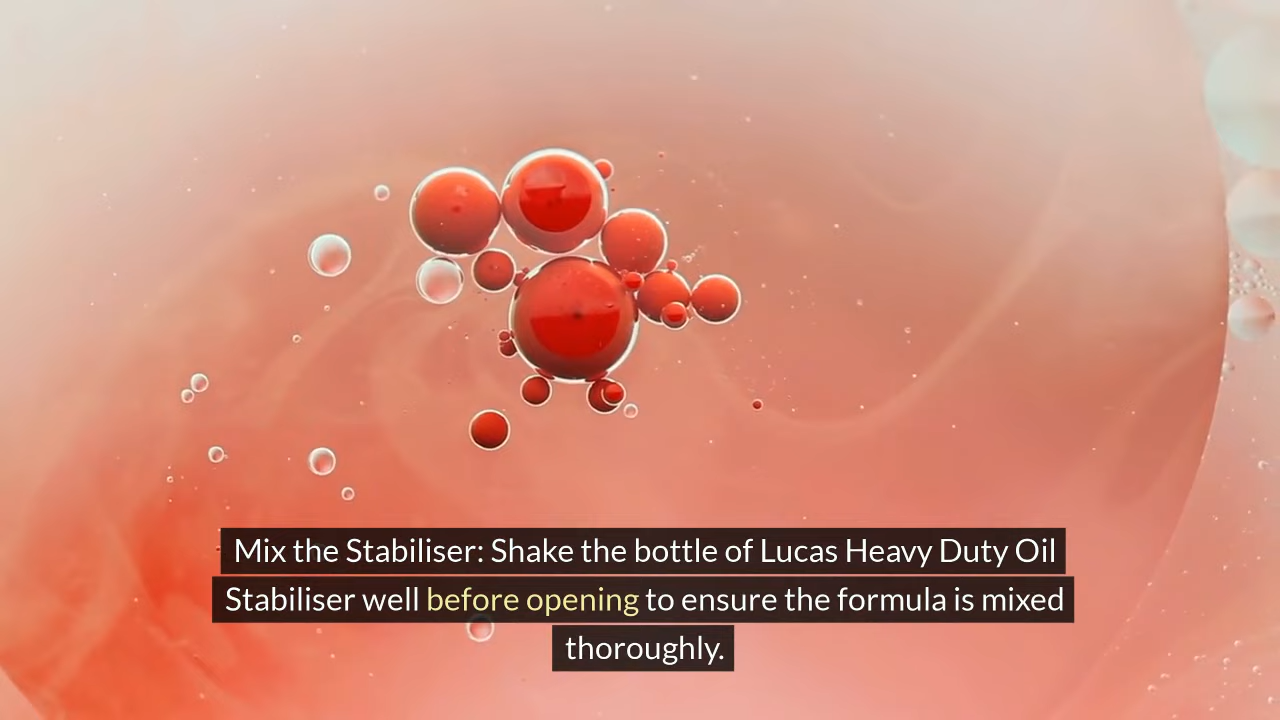 Mix the Stabiliser: Shake the bottle of Lucas Heavy Duty Oil
Stabiliser well before opening to ensure the formula is mixed
thoroughly.